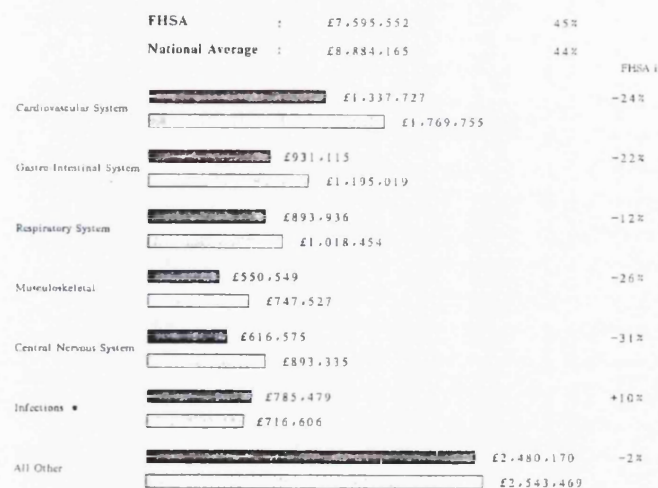 FHSA : £7,595,552 45%
National Average : £8,884,165 44%
FHSA i
Cardiovascular System £1,337,727 -24%
£1,769,755
Gastro-Intestinal System £931,115 -22%
£1,195,019
Respiratory System £893,936 -12%
£1,018,454
Musculoskeletal £550,549 -26%
£747,527
Central Nervous System £616,575 -31%
£893,335
Infections * £785,479 +10%
£716,606
All Other £2,480,170 -2%
£2,543,469